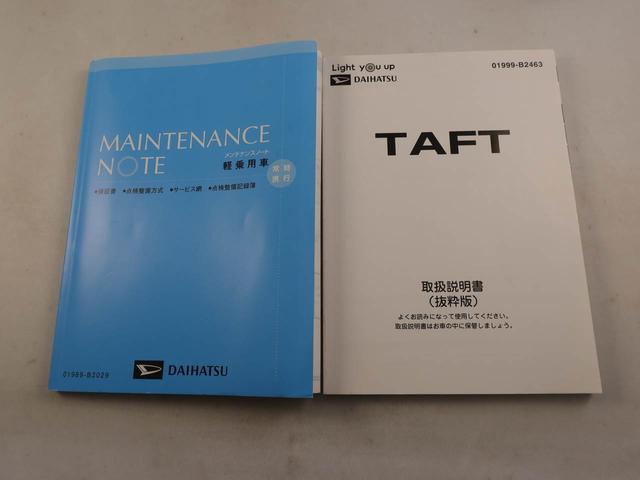 MAINTENANCE
NOTE
メンテナンスノート
軽乗用車
常時
携行
●保証書 ●点検整備方式 ●サービス網 ●点検整備記録簿
DAIHATSU
01989-B2029
Light you up
DAIHATSU
01999-B2463
TAFT
取扱説明書
（抜粋版）
よくお読みになって使用してください。
取扱説明書はお車の中に保管しましょう。